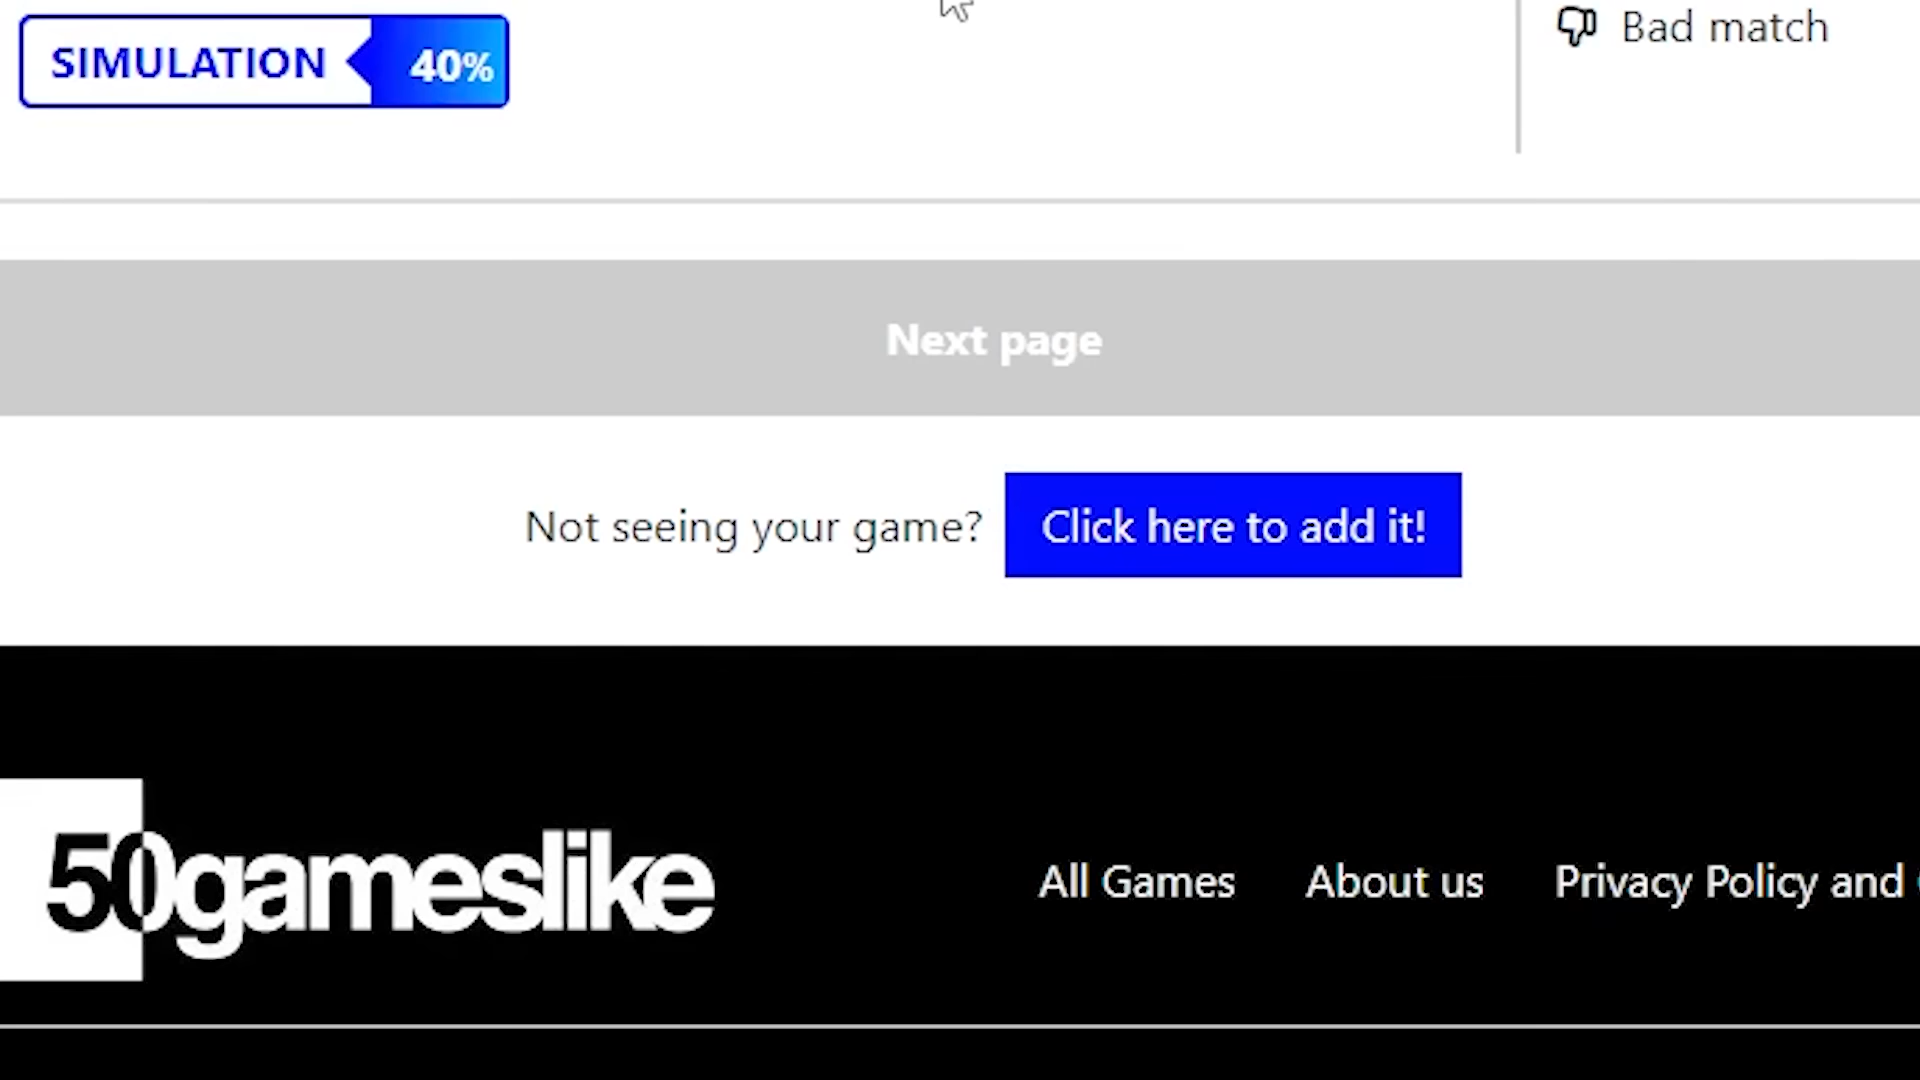 SIMULATION 40%
Bad match
Next page
Not seeing your game? Click here to add it!
50gameslike
All Games About us Privacy Policy and